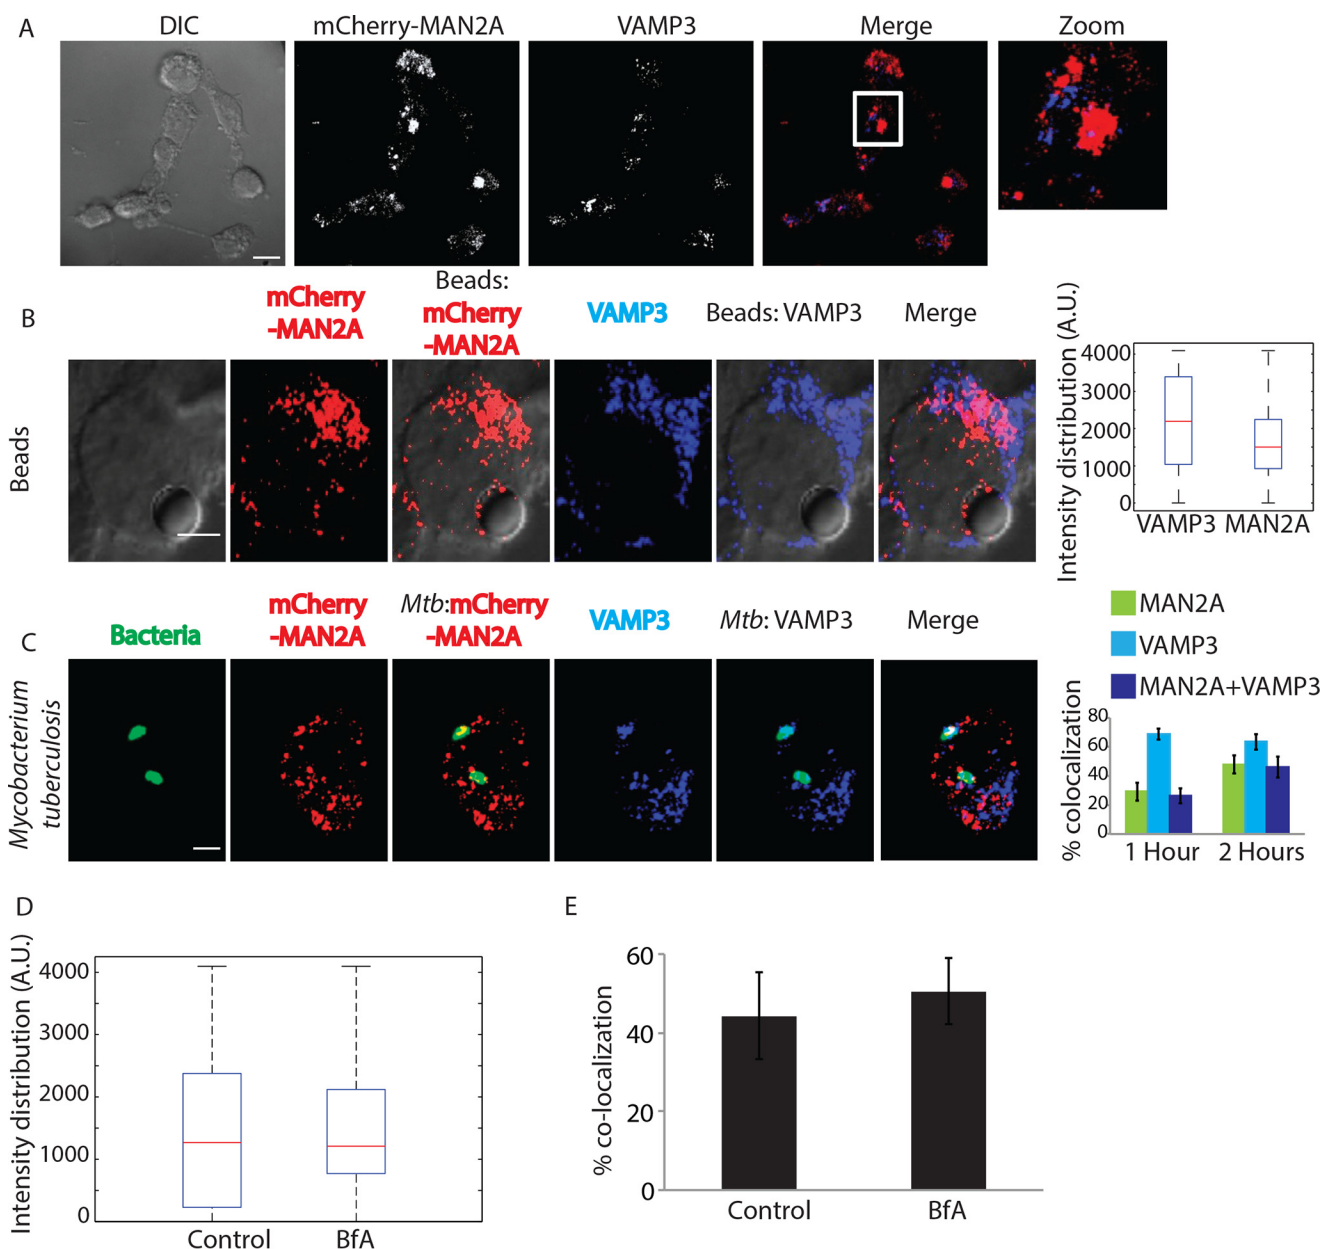 A
DIC
mCherry-MAN2A
VAMP3
Merge
Zoom
B
mCherry
-MAN2A
Beads:
mCherry
-MAN2A
VAMP3
Beads: VAMP3
Merge
Beads
Intensity distribution (A.U.)
4000
3000
2000
1000
0
VAMP3 MAN2A
C
Bacteria
mCherry
-MAN2A
Mtb:mCherry
-MAN2A
VAMP3
Mtb: VAMP3
Merge
Mycobacterium
tuberculosis
MAN2A
VAMP3
MAN2A+VAMP3
% colocalization
80
60
40
20
0
1 Hour 2 Hours
D
Intensity distribution (A.U.)
4000
3000
2000
1000
0
Control BfA
E
% co-localization
60
40
20
0
Control BfA